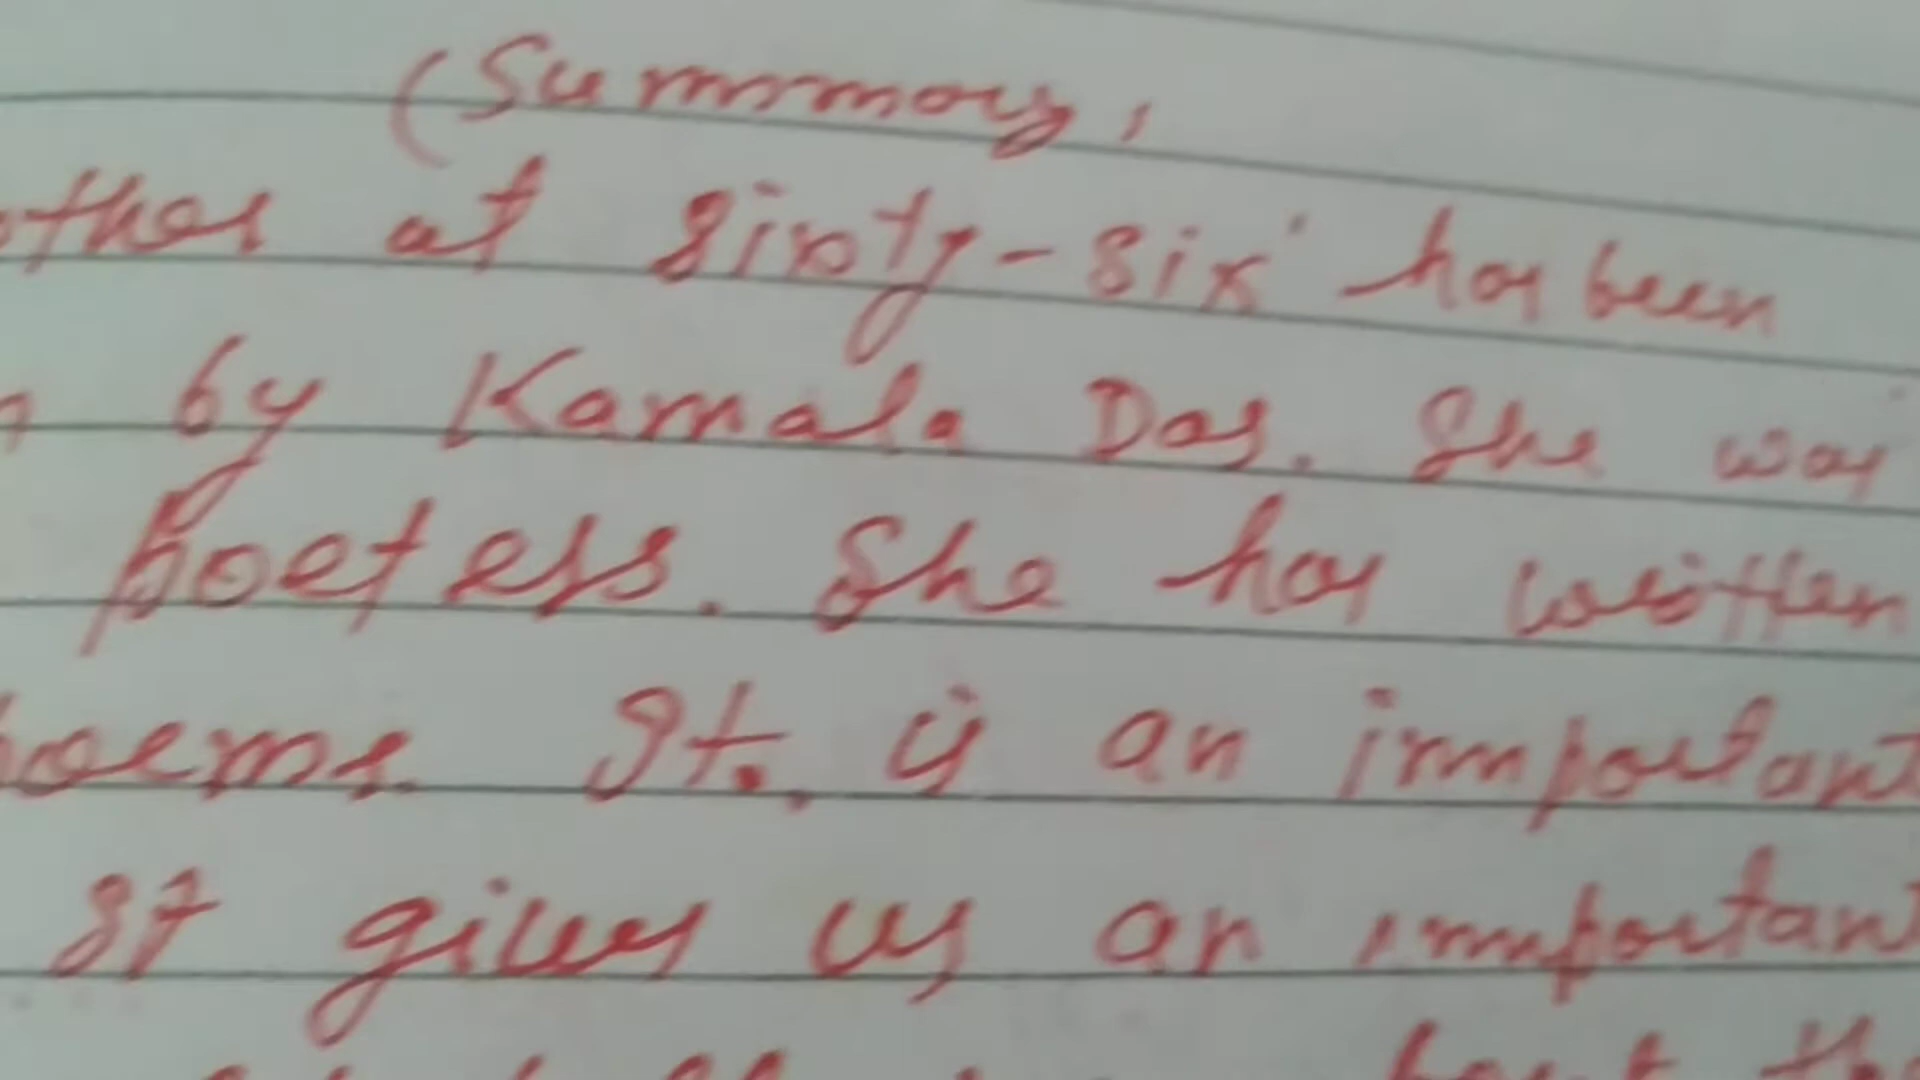 (Summary,
other at Sixty-six' has been
n by Kamala Das. She was
poetess. She has written
poems. It. is an important
It gives us an important